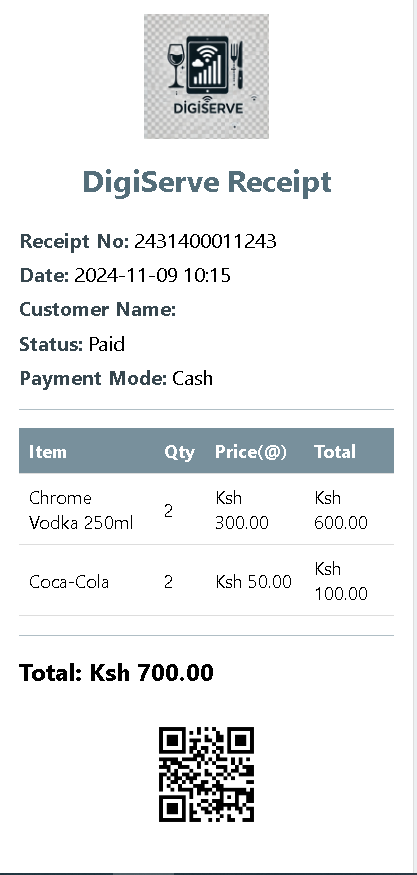 DIGISERVE
DigiServe Receipt
Receipt No: 2431400011243
Date: 2024-11-09 10:15
Customer Name:
Status: Paid
Payment Mode: Cash
Item Qty Price(@) Total
Chrome Vodka 250ml 2 Ksh 300.00 Ksh 600.00
Coca-Cola 2 Ksh 50.00 Ksh 100.00
Total: Ksh 700.00